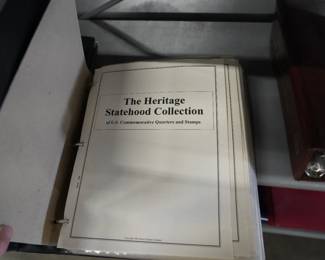 The Heritage
Statehood Collection
of U.S. Commemorative Quarters and Stamps